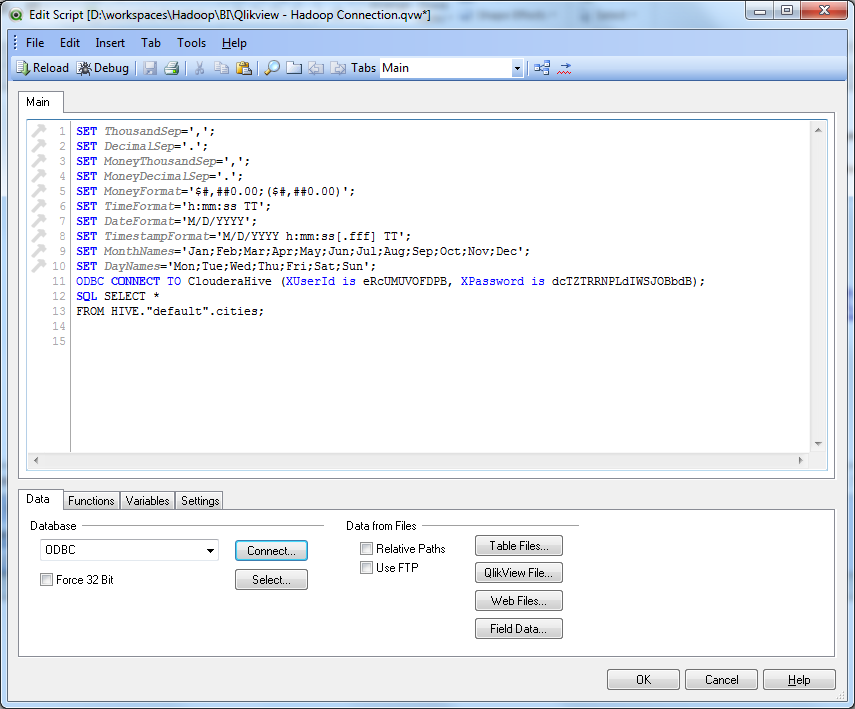 Edit Script [D:\workspaces\Hadoop\BI\Qlikview - Hadoop Connection.qvw*]
File Edit Insert Tab Tools Help
Reload Debug Tabs Main
Main
1 SET ThousandSep=',';
2 SET DecimalSep='.';
3 SET MoneyThousandSep=',';
4 SET MoneyDecimalSep='.';
5 SET MoneyFormat='$#,##0.00;($#,##0.00)';
6 SET TimeFormat='h:mm:ss TT';
7 SET DateFormat='M/D/YYYY';
8 SET TimestampFormat='M/D/YYYY h:mm:ss[.fff] TT';
9 SET MonthNames='Jan;Feb;Mar;Apr;May;Jun;Jul;Aug;Sep;Oct;Nov;Dec';
10 SET DayNames='Mon;Tue;Wed;Thu;Fri;Sat;Sun';
11 ODBC CONNECT TO ClouderaHive (XUserId is eRcUMUVOFDPB, XPassword is dcTZTRRNPLdIWSJOBbdB);
12 SQL SELECT *
13 FROM HIVE."default".cities;
14
15
Data Functions Variables Settings
Database Data from Files
ODBC Connect... Relative Paths Table Files...
Force 32 Bit Select... Use FTP QlikView File...
Web Files...
Field Data...
OK Cancel Help